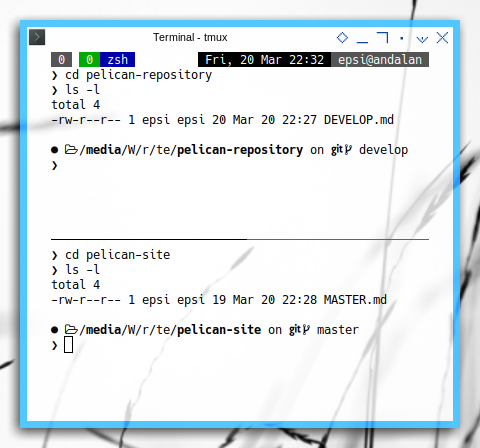 Terminal - tmux
0 0 zsh Fri, 20 Mar 22:32 epsi@andalan
❯ cd pelican-repository
❯ ls -l
total 4
-rw-r--r-- 1 epsi epsi 20 Mar 20 22:27 DEVELOP.md
● /media/W/r/te/pelican-repository on git develop
❯
❯ cd pelican-site
❯ ls -l
total 4
-rw-r--r-- 1 epsi epsi 19 Mar 20 22:28 MASTER.md
● /media/W/r/te/pelican-site on git master
❯